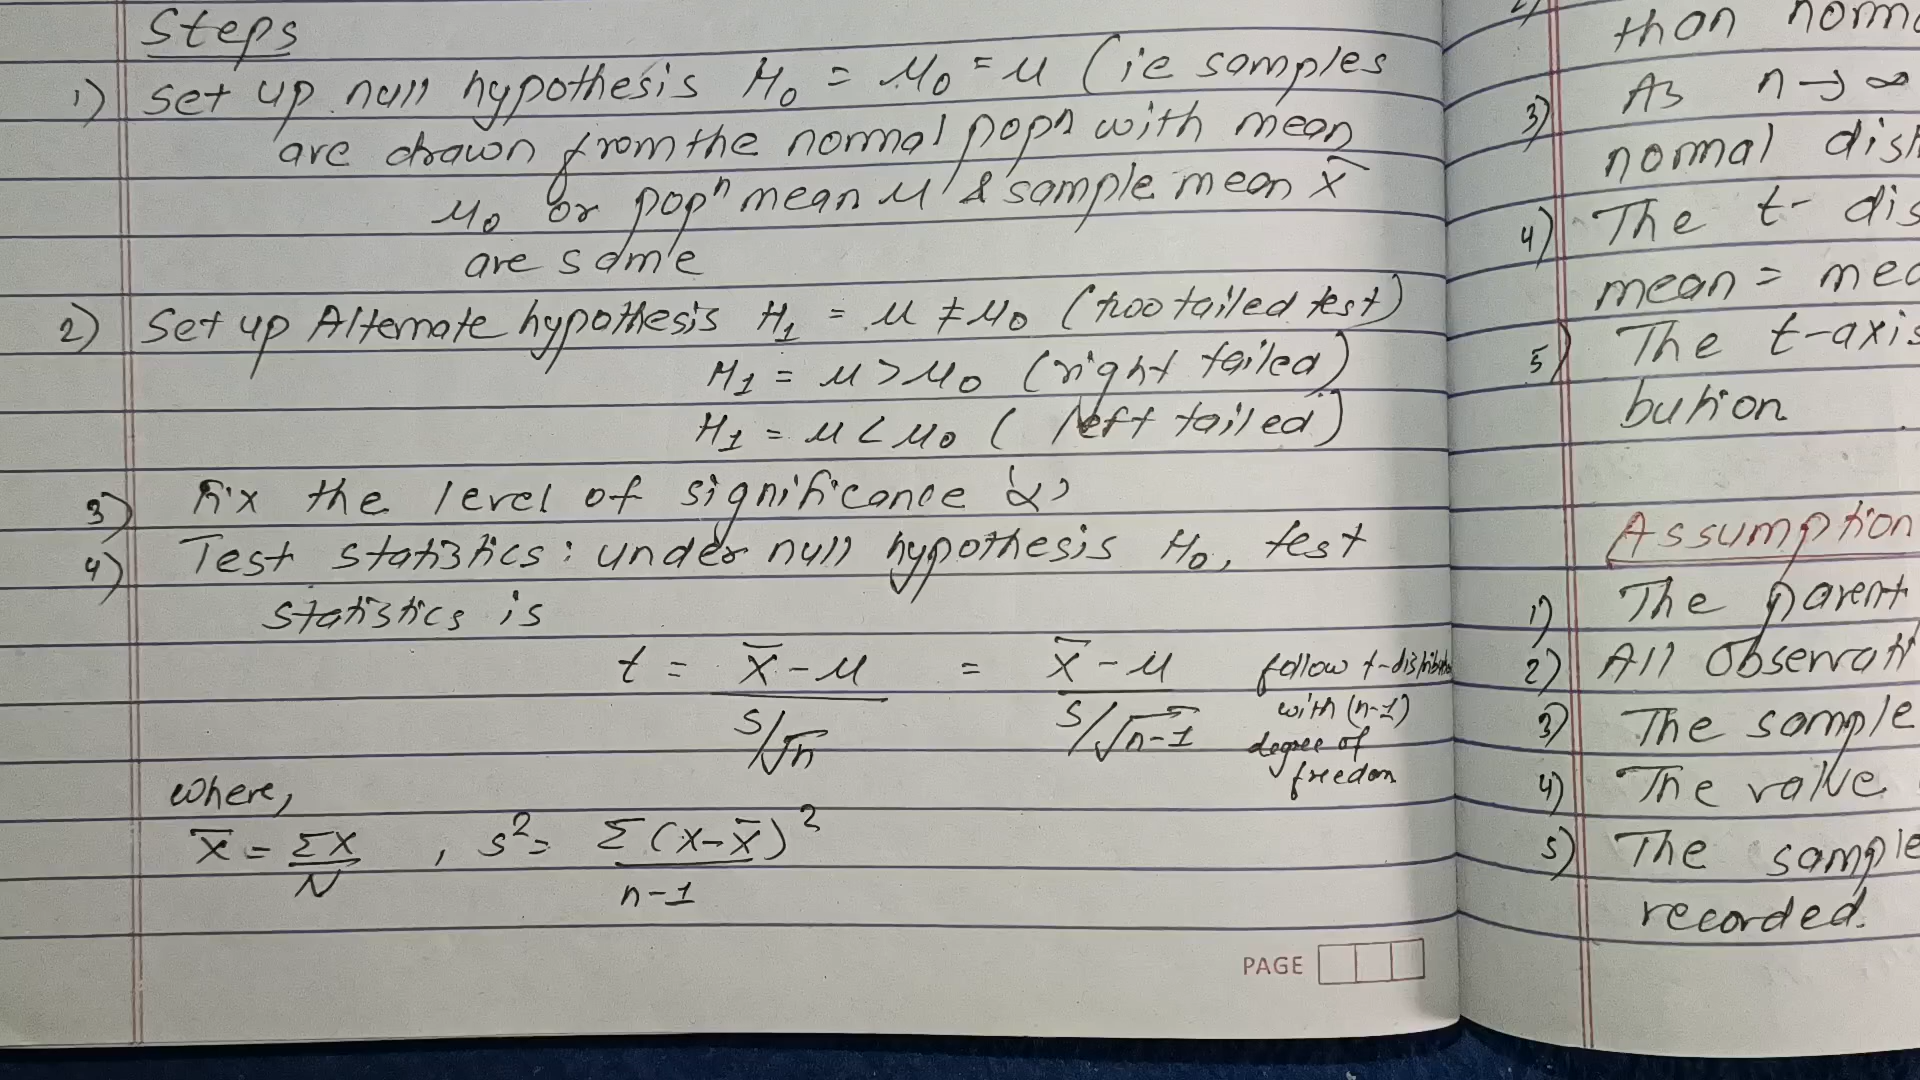 Steps
1) Set up null hypothesis H₀ = μ₀ = μ (ie samples
are drawn from the normal popⁿ with mean
μ₀ or popⁿ mean μ & sample mean x̄
are same
2) Set up Alternate hypothesis H₁ = μ ≠ μ₀ (two tailed test)
H₁ = μ > μ₀ (right tailed)
H₁ = μ < μ₀ (left tailed)
3) Fix the level of significance 'α'
4) Test statistics: under null hypothesis H₀, test
statistics is
t = x̄ - μ / S/√n = x̄ - μ / S/√n-1 follow t-distribution
with (n-1)
degree of
freedom
where,
x̄ = Σx / N , s² = Σ(x-x̄)² / n-1
PAGE
than
3) As n → ∞
normal
4) The t-
mean =
5) The t-axis
bution
Assumption
1) The parent
2) All
3) The sample
4) The value
5) The sample
recorded.